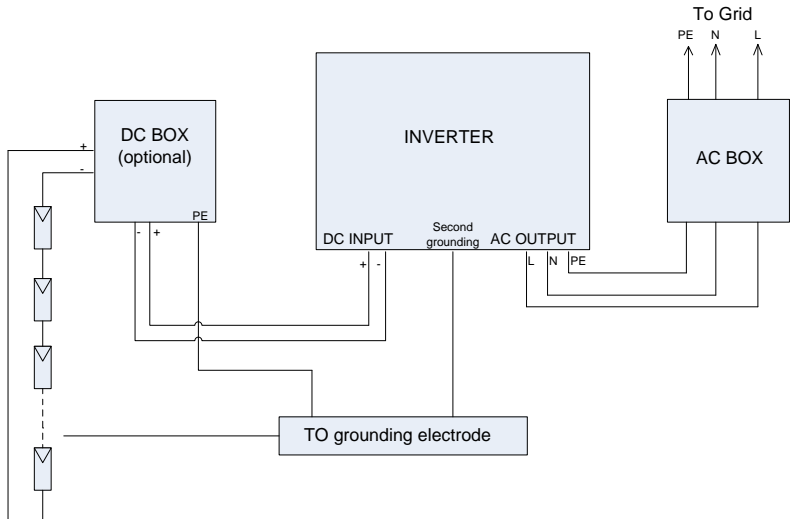 To Grid
PE N L
DC BOX
(optional)
+
-
PE
- +
INVERTER
DC INPUT
Second
grounding
AC OUTPUT
+ -
L N PE
AC BOX
TO grounding electrode